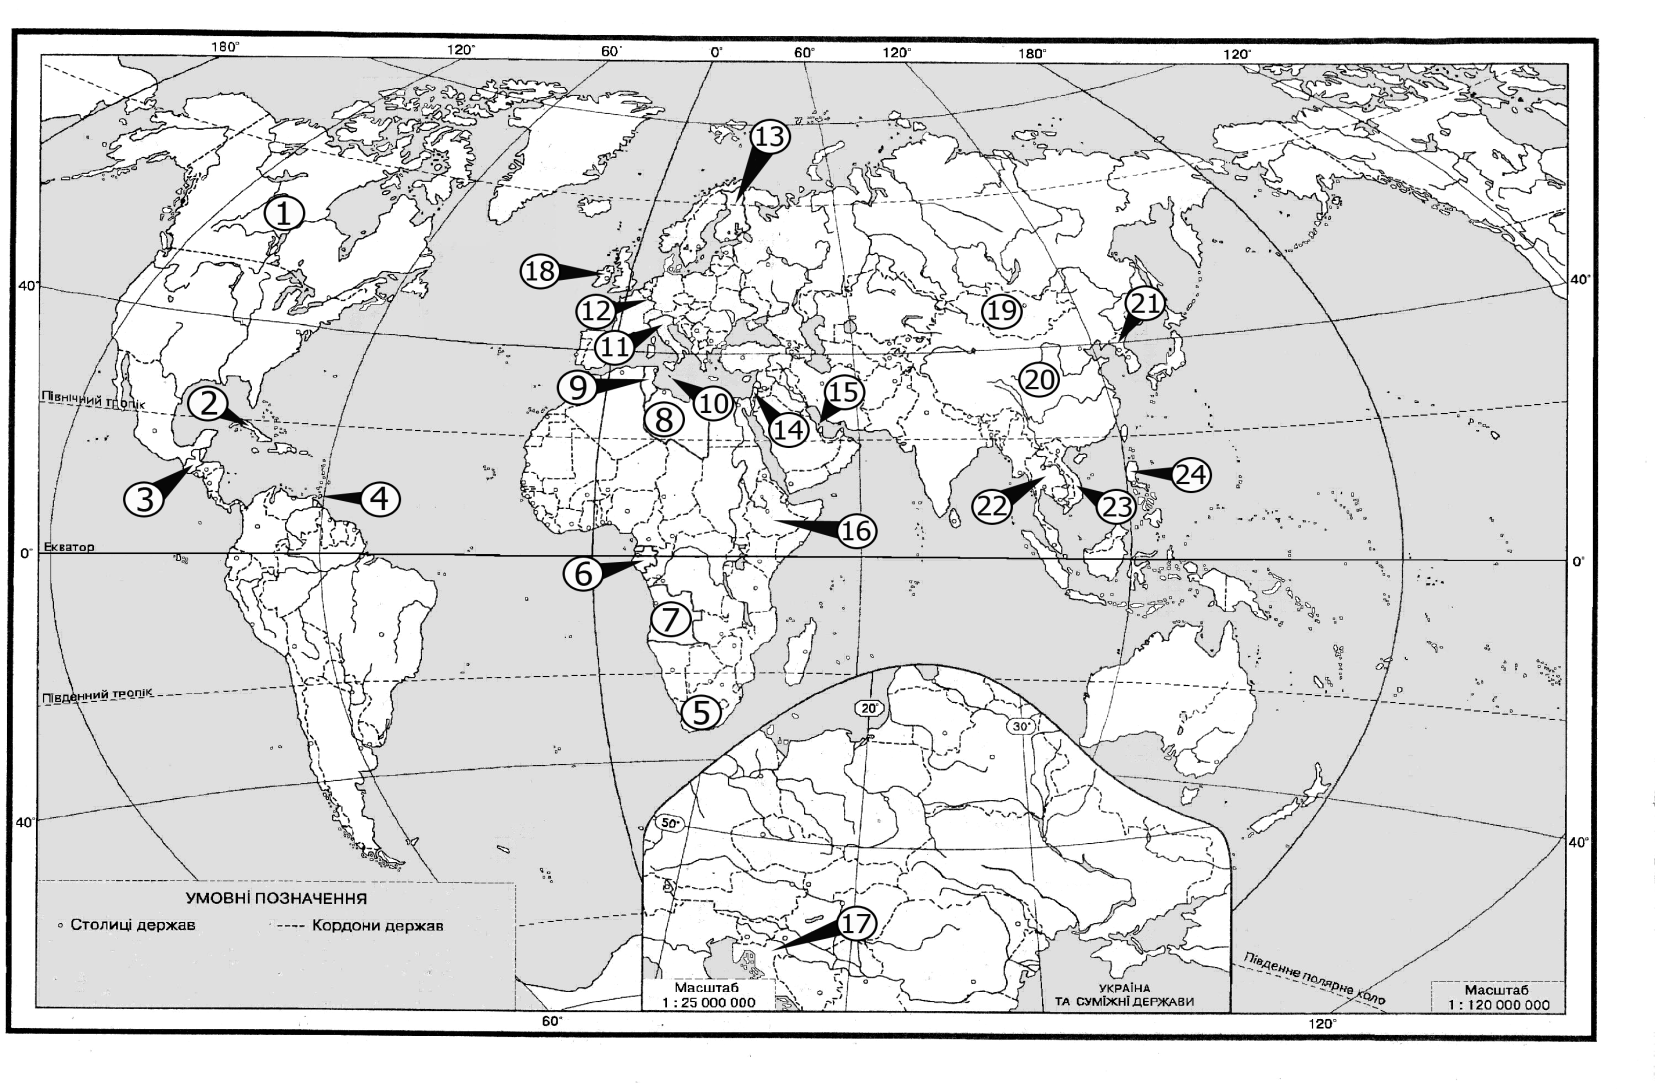 180° 120° 60° 0° 60° 120° 180° 120°
13
1
40° 40°
18
12
19
21
11
9
8
10
15
20
Північний тропік
2
14
3
4
24
22
23
16
0° Екватор 0°
6
7
Південний тропік
5
20°
30°
40° 40°
50°
УМОВНІ ПОЗНАЧЕННЯ
Столиці держав Кордони держав
17
Масштаб
1 : 25 000 000
УКРАЇНА
ТА СУМІЖНІ ДЕРЖАВИ
Південне полярне коло
Масштаб
1 : 120 000 000
60° 120°